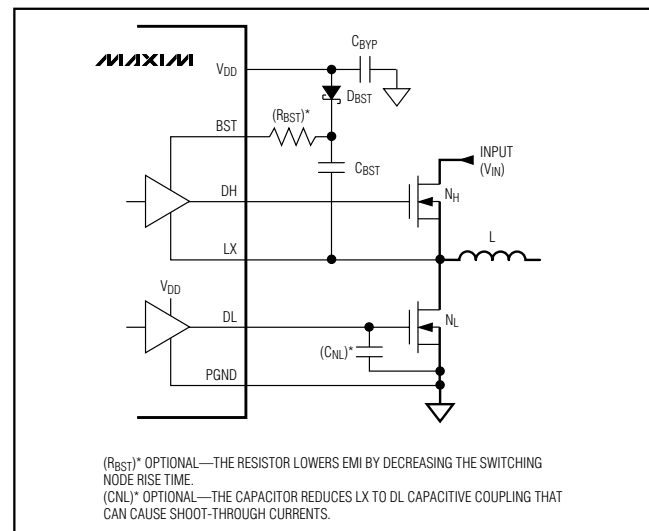 MAXIM
CBYP
VDD
DBST
(RBST)*
BST
CBST
INPUT
(VIN)
DH
NH
L
LX
VDD
DL
NL
(CNL)*
PGND
(RBST)* OPTIONAL—THE RESISTOR LOWERS EMI BY DECREASING THE SWITCHING
NODE RISE TIME.
(CNL)* OPTIONAL—THE CAPACITOR REDUCES LX TO DL CAPACITIVE COUPLING THAT
CAN CAUSE SHOOT-THROUGH CURRENTS.